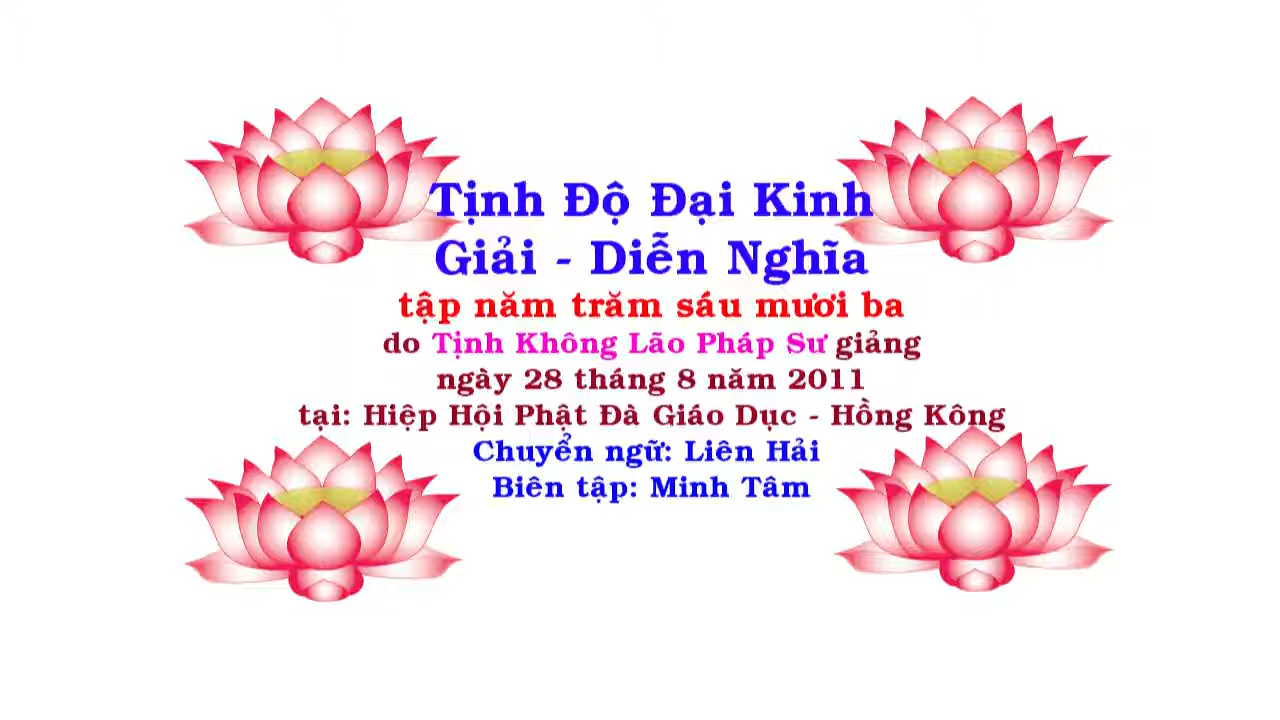 Tịnh Độ Đại Kinh
Giải - Diễn Nghĩa
tập năm trăm sáu mươi ba
do Tịnh Không Lão Pháp Sư giảng
ngày 28 tháng 8 năm 2011
tại: Hiệp Hội Phật Đà Giáo Dục - Hồng Kông
Chuyển ngữ: Liên Hải
Biên tập: Minh Tâm